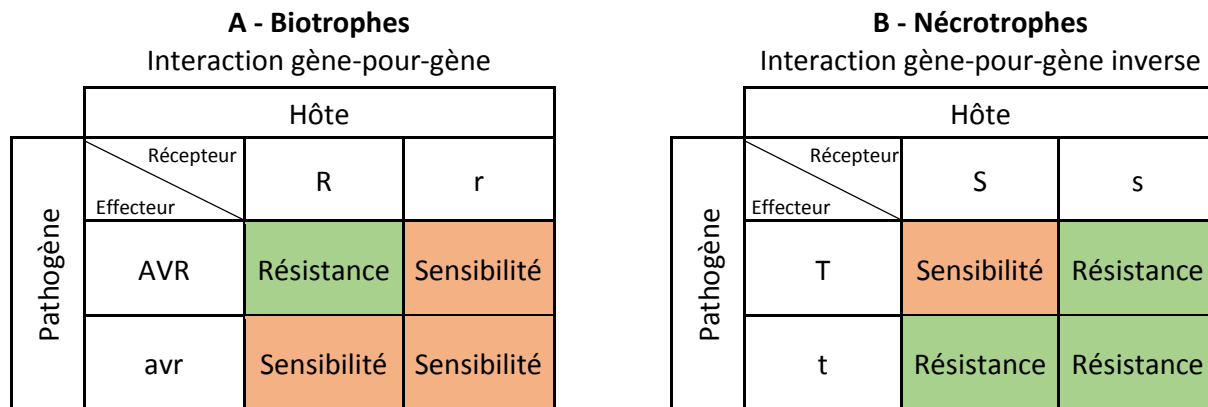 A - Biotrophes
Interaction gène-pour-gène
Hôte
Récepteur
Effecteur
R
r
Pathogène
AVR
Résistance
Sensibilité
avr
Sensibilité
Sensibilité
B - Nécrotrophes
Interaction gène-pour-gène inverse
Hôte
Récepteur
Effecteur
S
s
Pathogène
T
Sensibilité
Résistance
t
Résistance
Résistance